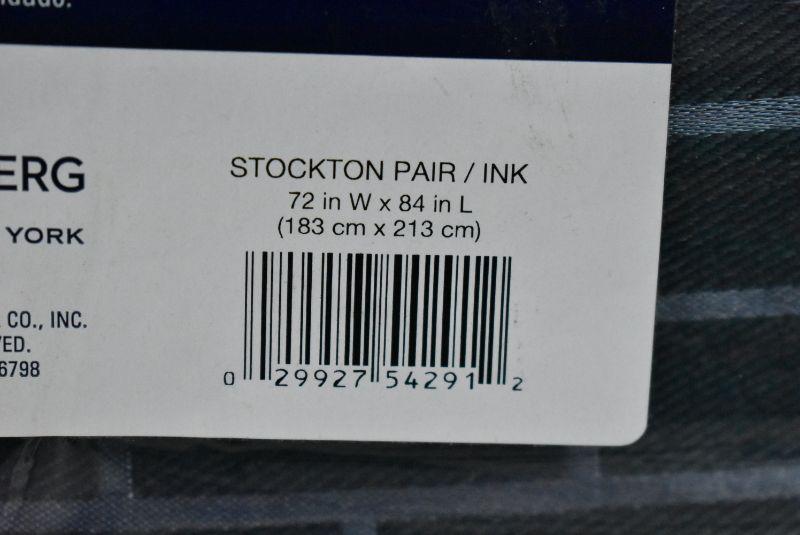 ERG
YORK
CO., INC.
VED.
6798
STOCKTON PAIR / INK
72 in W x 84 in L
(183 cm x 213 cm)
0 29927 54291 2